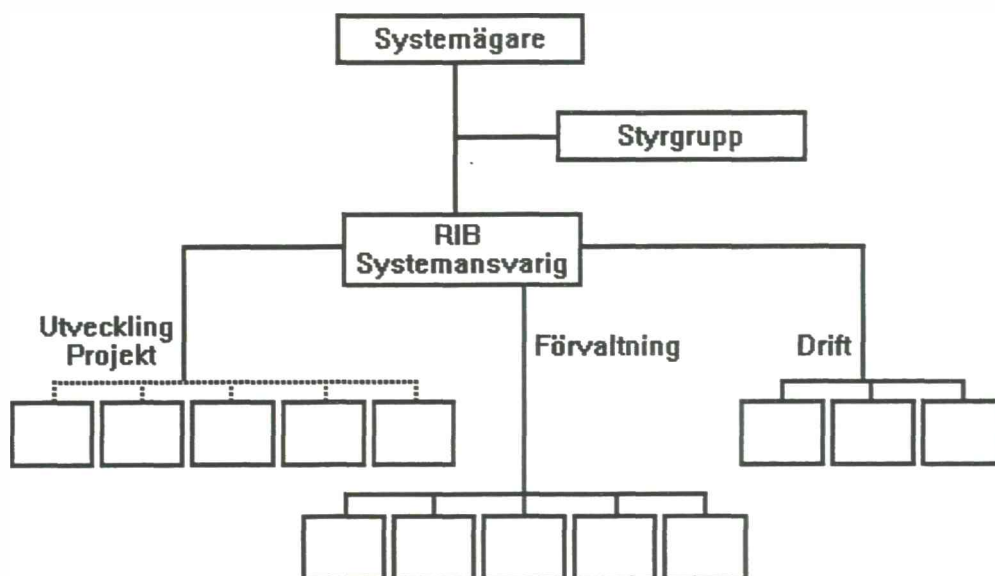 Systemägare
Styrgrupp
RIB
Systemansvarig
Utveckling
Projekt
Förvaltning
Drift